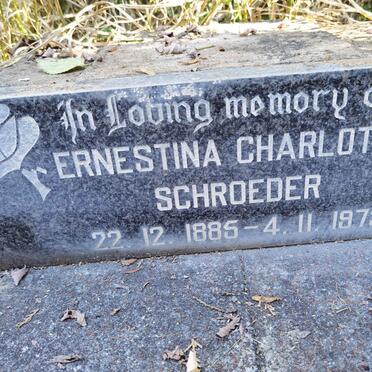 In Loving memory o
ERNESTINA CHARLOT
SCHROEDER
22. 12. 1885 - 4. 11. 197